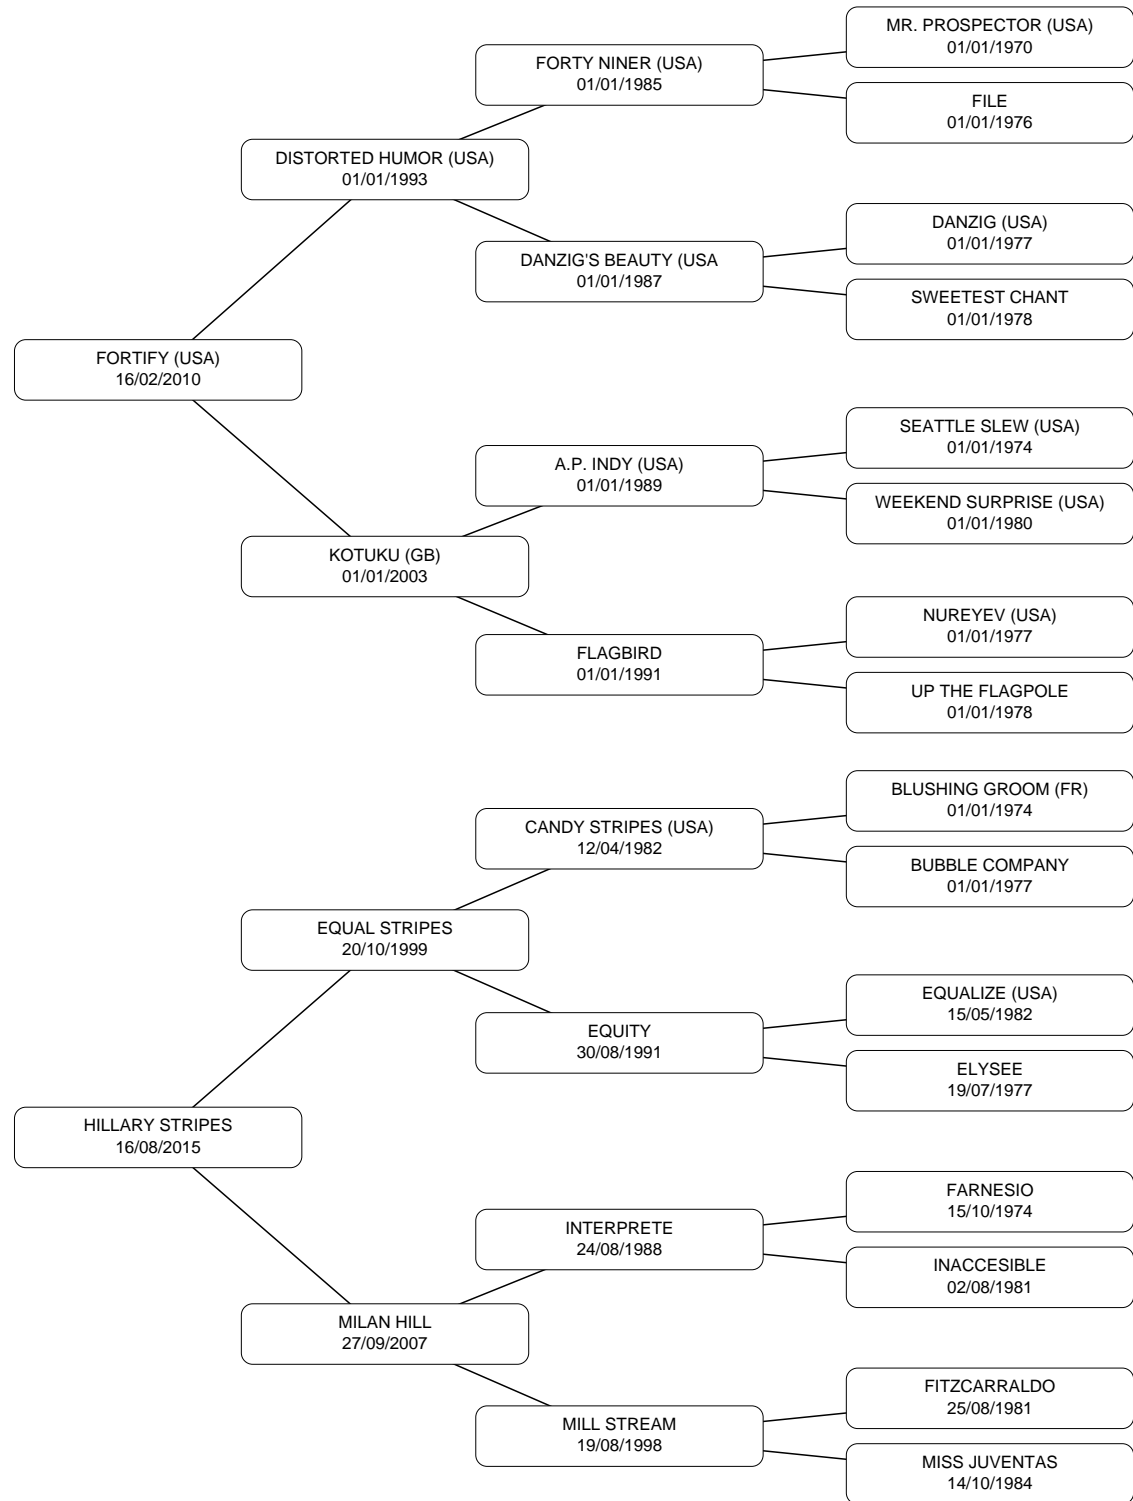 MR. PROSPECTOR (USA)
01/01/1970
FORTY NINER (USA)
01/01/1985
FILE
01/01/1976
DISTORTED HUMOR (USA)
01/01/1993
DANZIG (USA)
01/01/1977
DANZIG'S BEAUTY (USA
01/01/1987
SWEETEST CHANT
01/01/1978
FORTIFY (USA)
16/02/2010
SEATTLE SLEW (USA)
01/01/1974
A.P. INDY (USA)
01/01/1989
WEEKEND SURPRISE (USA)
01/01/1980
KOTUKU (GB)
01/01/2003
NUREYEV (USA)
01/01/1977
FLAGBIRD
01/01/1991
UP THE FLAGPOLE
01/01/1978
BLUSHING GROOM (FR)
01/01/1974
CANDY STRIPES (USA)
12/04/1982
BUBBLE COMPANY
01/01/1977
EQUAL STRIPES
20/10/1999
EQUALIZE (USA)
15/05/1982
EQUITY
30/08/1991
ELYSEE
19/07/1977
HILLARY STRIPES
16/08/2015
FARNESIO
15/10/1974
INTERPRETE
24/08/1988
INACCESIBLE
02/08/1981
MILAN HILL
27/09/2007
FITZCARRALDO
25/08/1981
MILL STREAM
19/08/1998
MISS JUVENTAS
14/10/1984